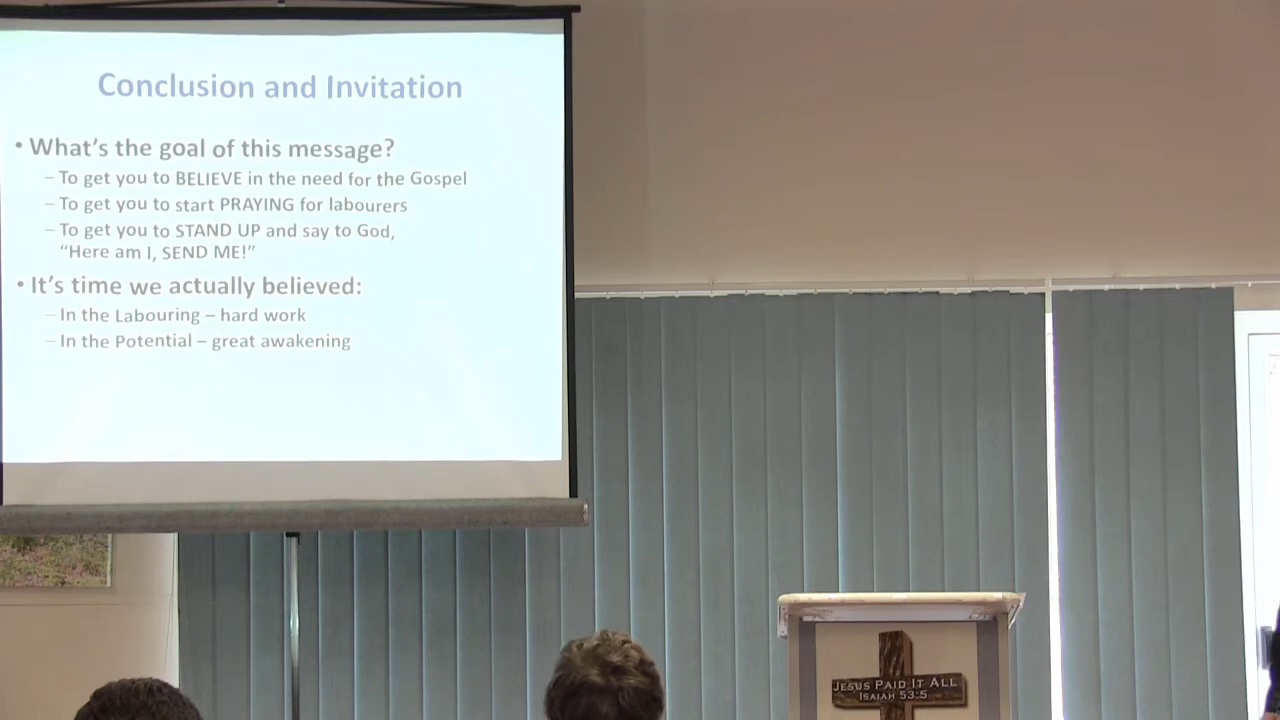 Conclusion and Invitation
• What's the goal of this message?
– To get you to BELIEVE in the need for the Gospel
– To get you to start PRAYING for labourers
– To get you to STAND UP and say to God,
“Here am I, SEND ME!”
• It's time we actually believed:
– In the Labouring – hard work
– In the Potential – great awakening
JESUS PAID IT ALL
ISAIAH 53:5